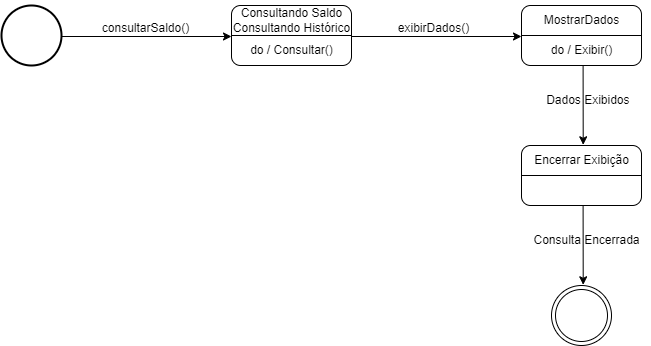 consultarSaldo()
Consultando Saldo
Consultando Histórico
do / Consultar()
exibirDados()
MostrarDados
do / Exibir()
Dados Exibidos
Encerrar Exibição
Consulta Encerrada